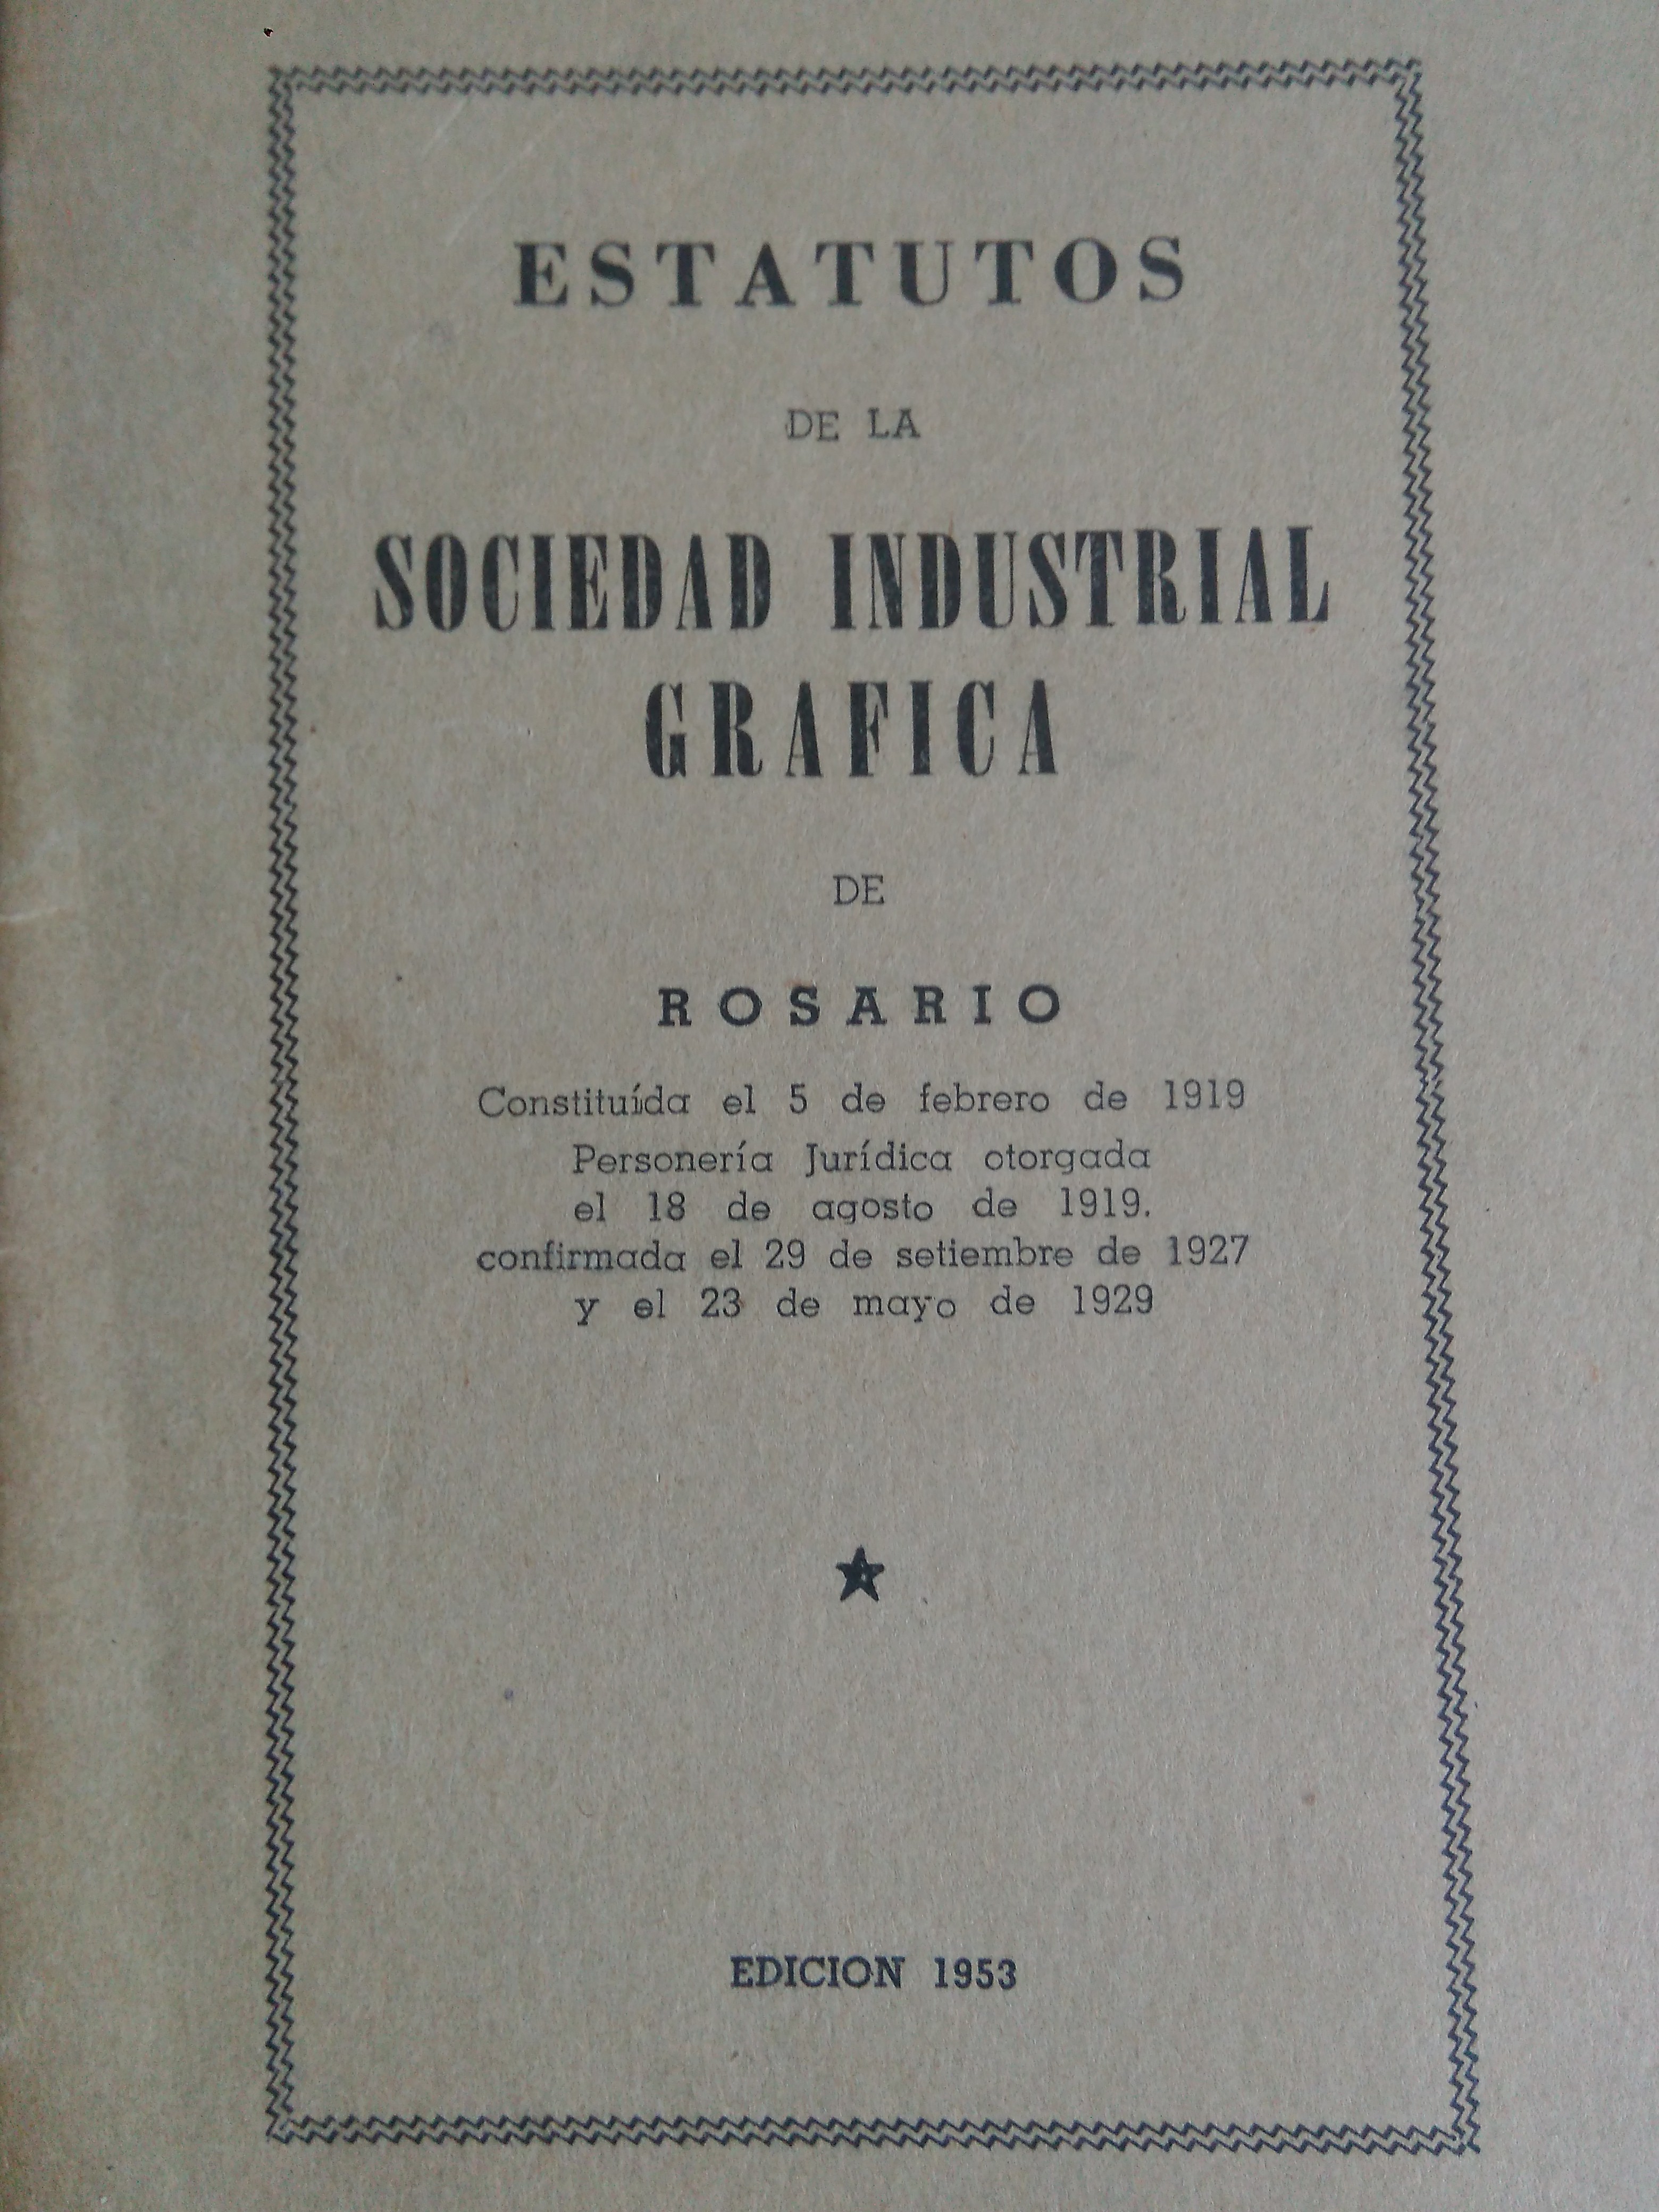 ESTATUTOS
DE LA
SOCIEDAD INDUSTRIAL
GRAFICA
DE
ROSARIO
Constituída el 5 de febrero de 1919
Personería Jurídica otorgada
el 18 de agosto de 1919.
confirmada el 29 de setiembre de 1927
y el 23 de mayo de 1929
EDICION 1953